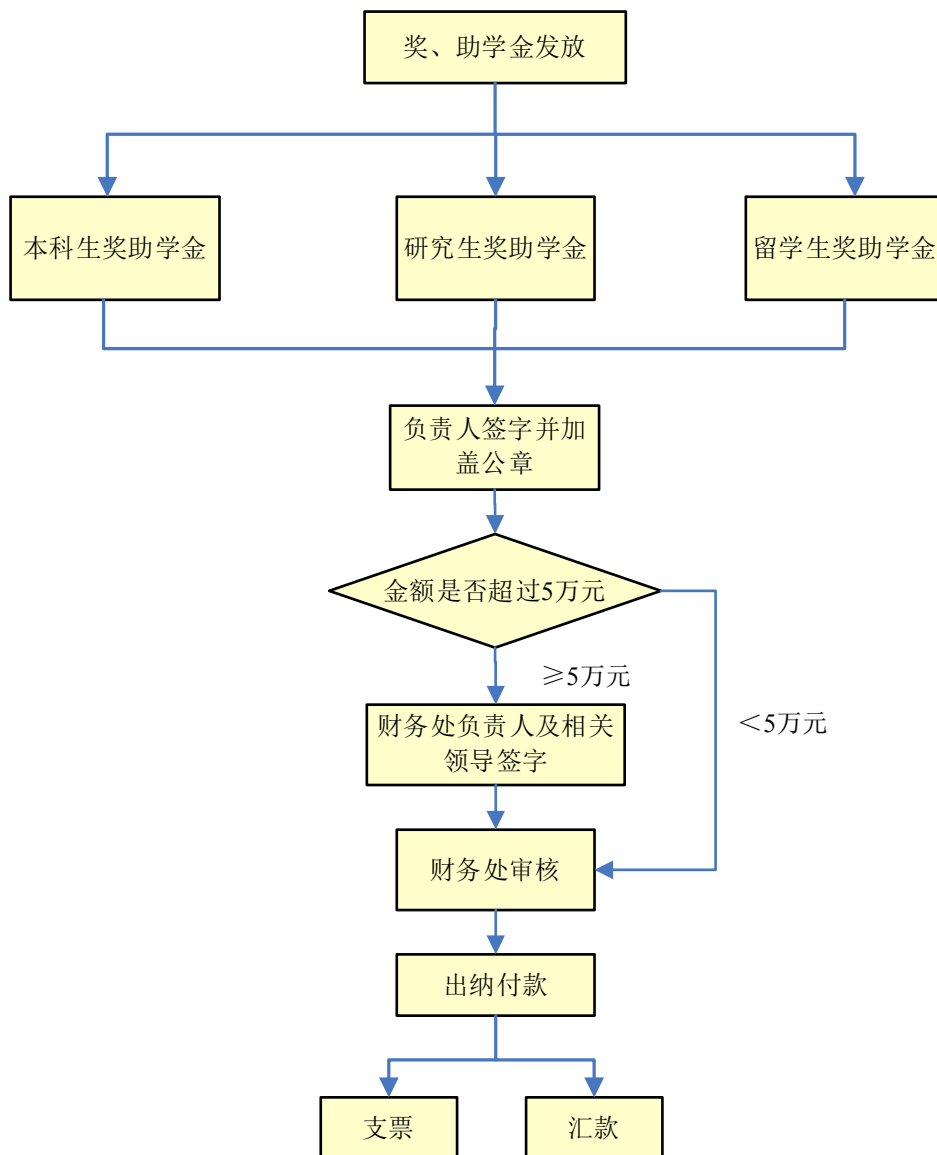 奖、助学金发放
本科生奖助学金
研究生奖助学金
留学生奖助学金
负责人签字并加
盖公章
金额是否超过5万元
≥5万元
<5万元
财务处负责人及相关
领导签字
财务处审核
出纳付款
支票
汇款